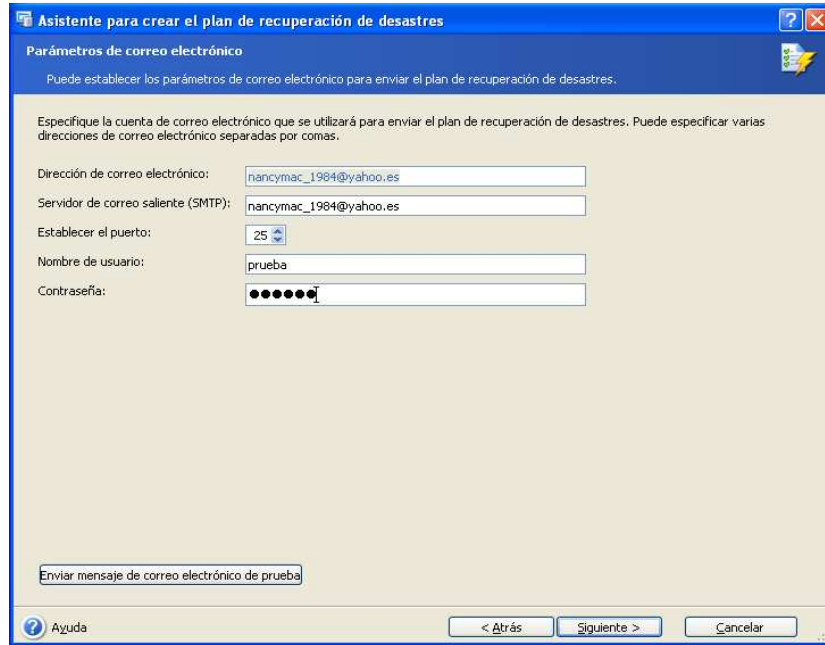 Asistente para crear el plan de recuperación de desastres
Parámetros de correo electrónico
Puede establecer los parámetros de correo electrónico para enviar el plan de recuperación de desastres.
Especifique la cuenta de correo electrónico que se utilizará para enviar el plan de recuperación de desastres. Puede especificar varias
direcciones de correo electrónico separadas por comas.
Dirección de correo electrónico: nancymac_1984@yahoo.es
Servidor de correo saliente (SMTP): nancymac_1984@yahoo.es
Establecer el puerto: 25
Nombre de usuario: prueba
Contraseña: ●●●●●●
Enviar mensaje de correo electrónico de prueba
Ayuda < Atrás Siguiente > Cancelar